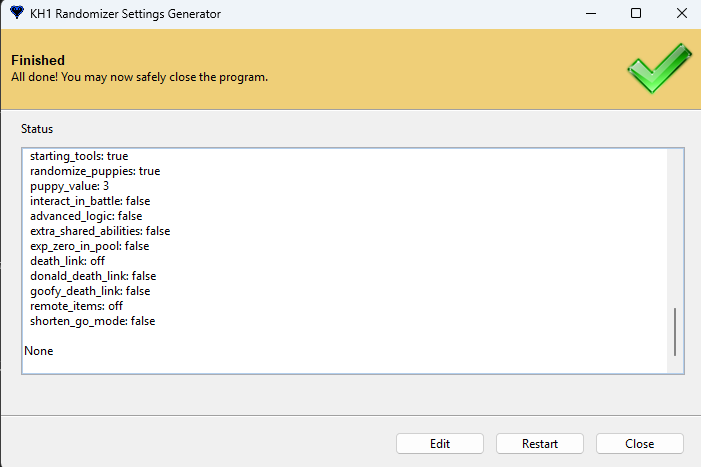 KH1 Randomizer Settings Generator
Finished
All done! You may now safely close the program.
Status
starting_tools: true
randomize_puppies: true
puppy_value: 3
interact_in_battle: false
advanced_logic: false
extra_shared_abilities: false
exp_zero_in_pool: false
death_link: off
donald_death_link: false
goofy_death_link: false
remote_items: off
shorten_go_mode: false
None
Edit
Restart
Close